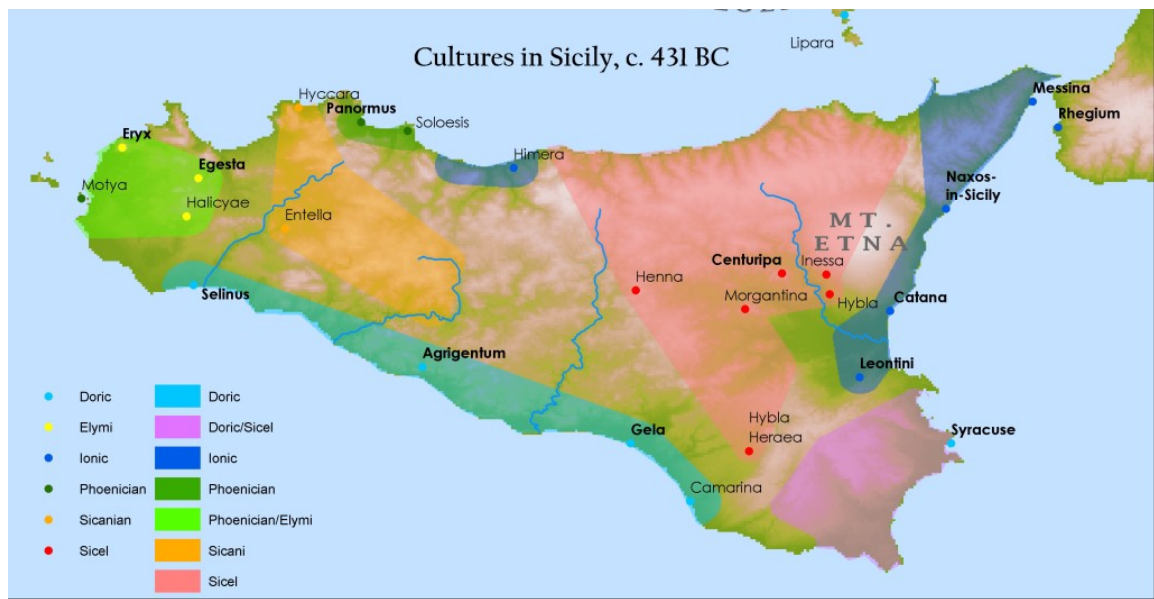 Lipara
Cultures in Sicily, c. 431 BC
Hyccara
Panormus
Soloesis
Messina
Rhegium
Eryx
Egesta
Himera
Motya
Halicyae
Entella
Naxos-
in-Sicily
MT.
ETNA
Centuripa
Inessa
Henna
Morgantina
Hybla
Catana
Selinus
Agrigentum
Leontini
Hybla
Heraea
Gela
Syracuse
Camarina
Doric
Elymi
Ionic
Phoenician
Sicanian
Sicel
Doric
Doric/Sicel
Ionic
Phoenician
Phoenician/Elymi
Sicani
Sicel